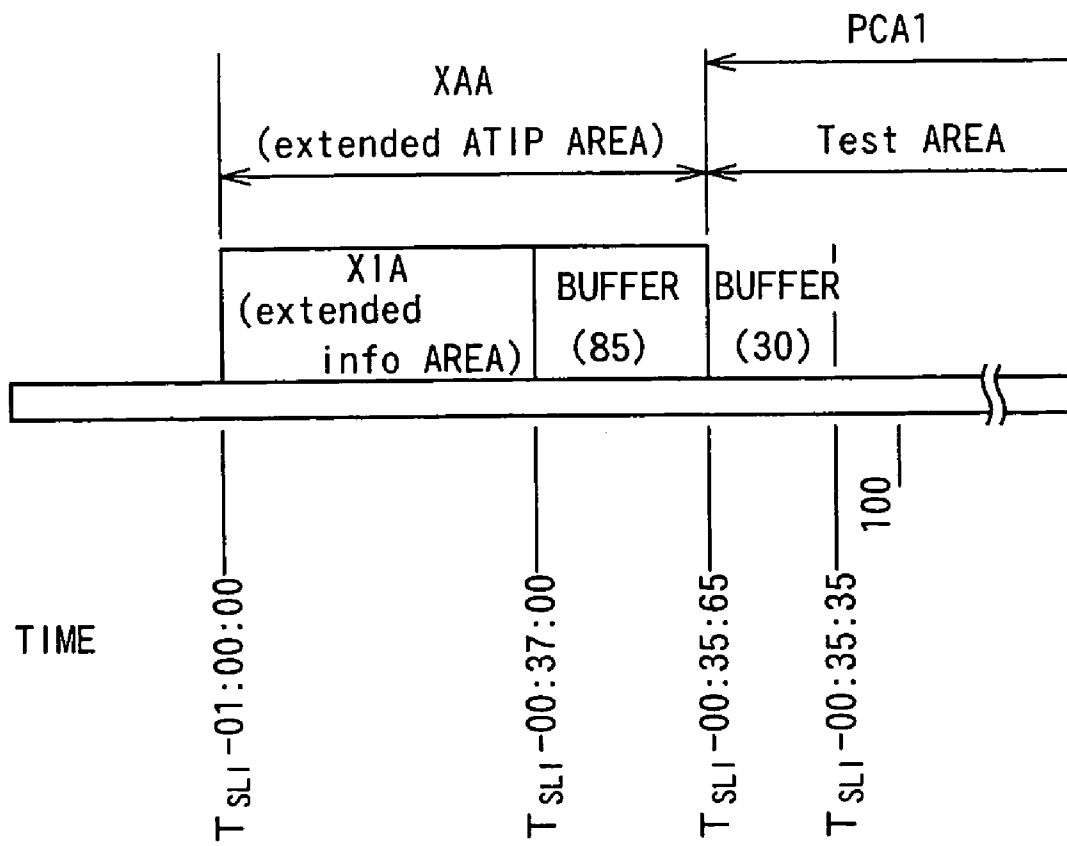 PCA1
XAA
(extended ATIP AREA)
Test AREA
XIA
(extended
info AREA)
BUFFER
(85)
BUFFER
(30)
100
TIME
TSLI-01:00:00
TSLI-00:37:00
TSLI-00:35:65
TSLI-00:35:35